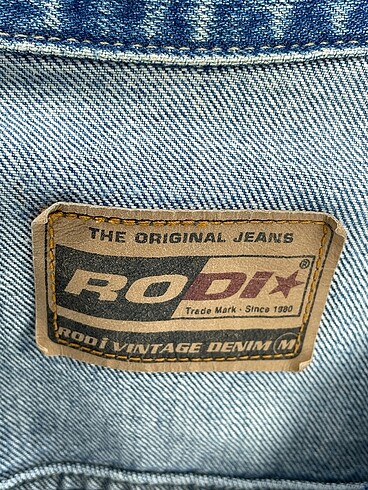 THE ORIGINAL JEANS
RODi★®
Trade Mark · Since 1980
RODi VINTAGE DENIM M